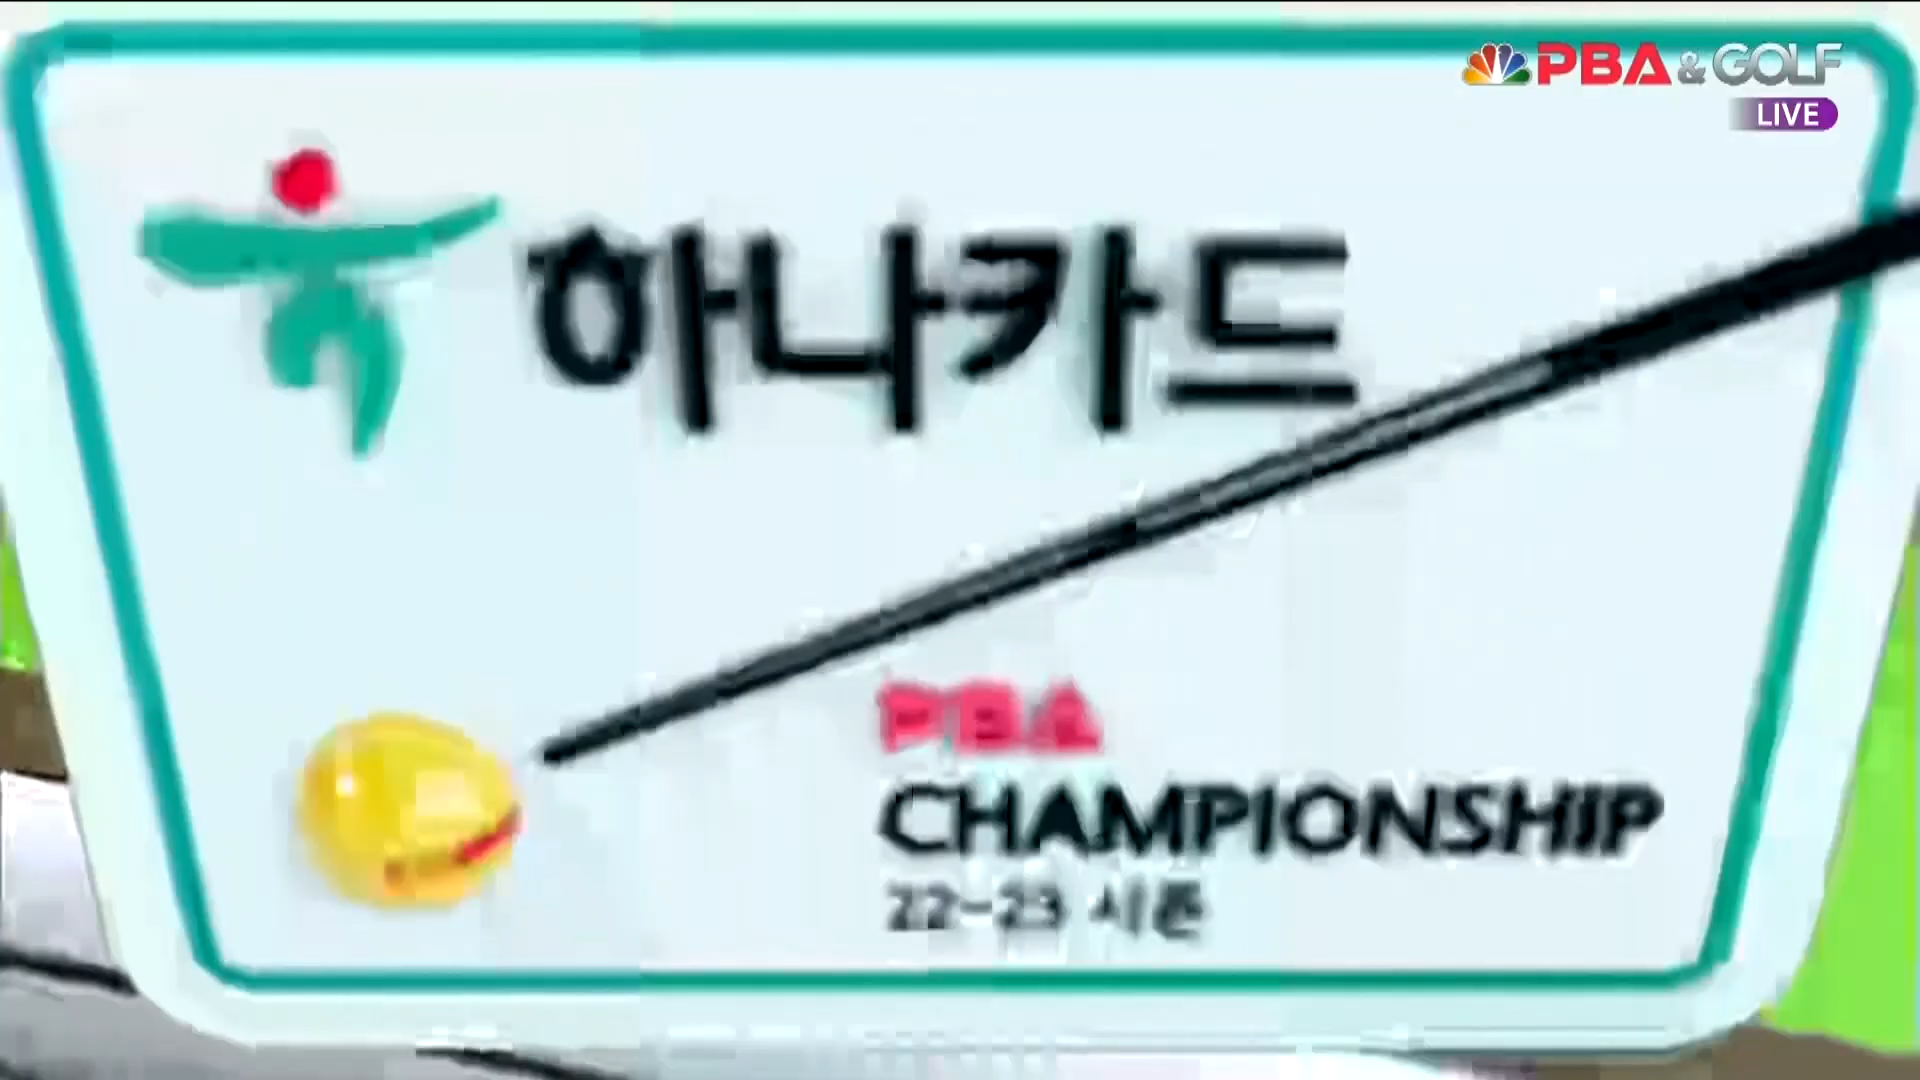 PBA & GOLF
LIVE
하나카드
PBA
CHAMPIONSHIP
22-23 시즌